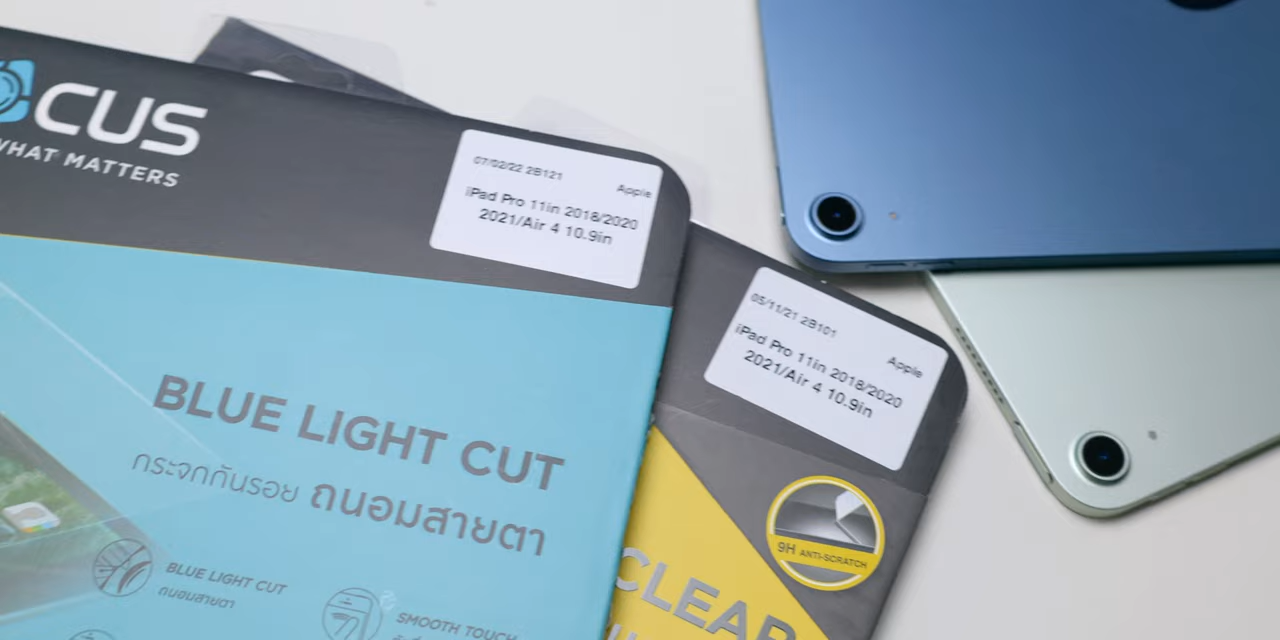 CUS
WHAT MATTERS
07/02/22 2B121
Apple
iPad Pro 11in 2018/2020
2021/Air 4 10.9in
BLUE LIGHT CUT
กระจกกันรอย ถนอมสายตา
BLUE LIGHT CUT
ถนอมสายตา
SMOOTH TOUCH
05/11/21 2B101
Apple
iPad Pro 11in 2018/2020
2021/Air 4 10.9in
9H ANTI-SCRATCH
CLEAR